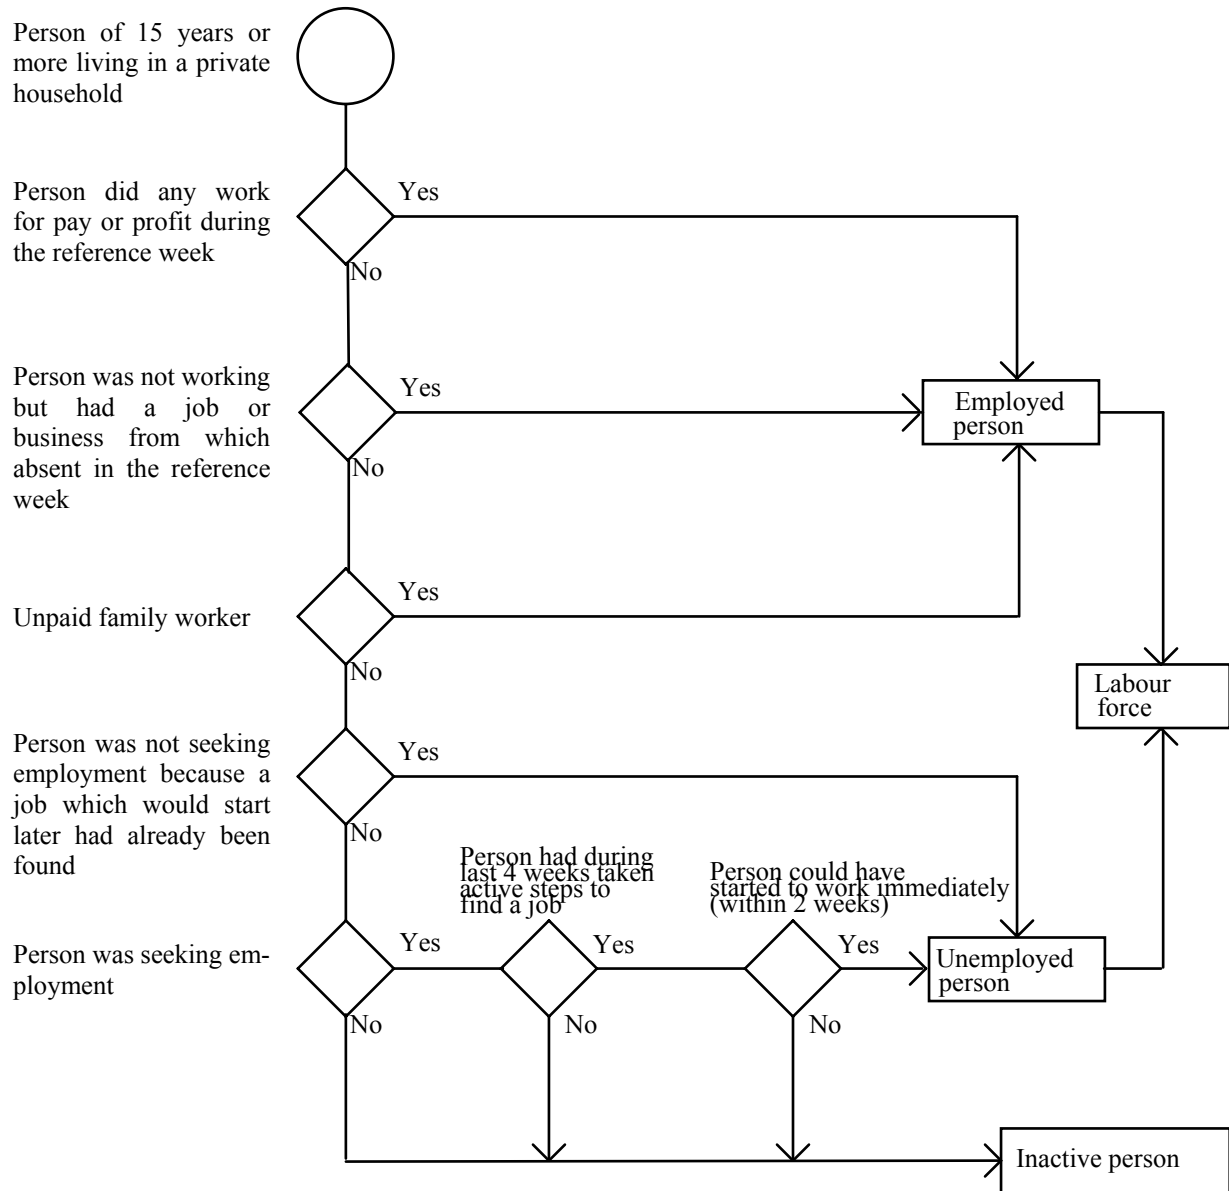 Person of 15 years or
more living in a private
household
Person did any work
for pay or profit during
the reference week
Yes
No
Person was not working
but had a job or
business from which
absent in the reference
week
Yes
No
Employed
person
Unpaid family worker
Yes
No
Labour
force
Person was not seeking
employment because a
job which would start
later had already been
found
Yes
No
Person had during
last 4 weeks taken
active steps to
find a job
Person could have
started to work immediately
(within 2 weeks)
Person was seeking em-
ployment
Yes
No
Yes
No
Yes
No
Unemployed
person
Inactive person